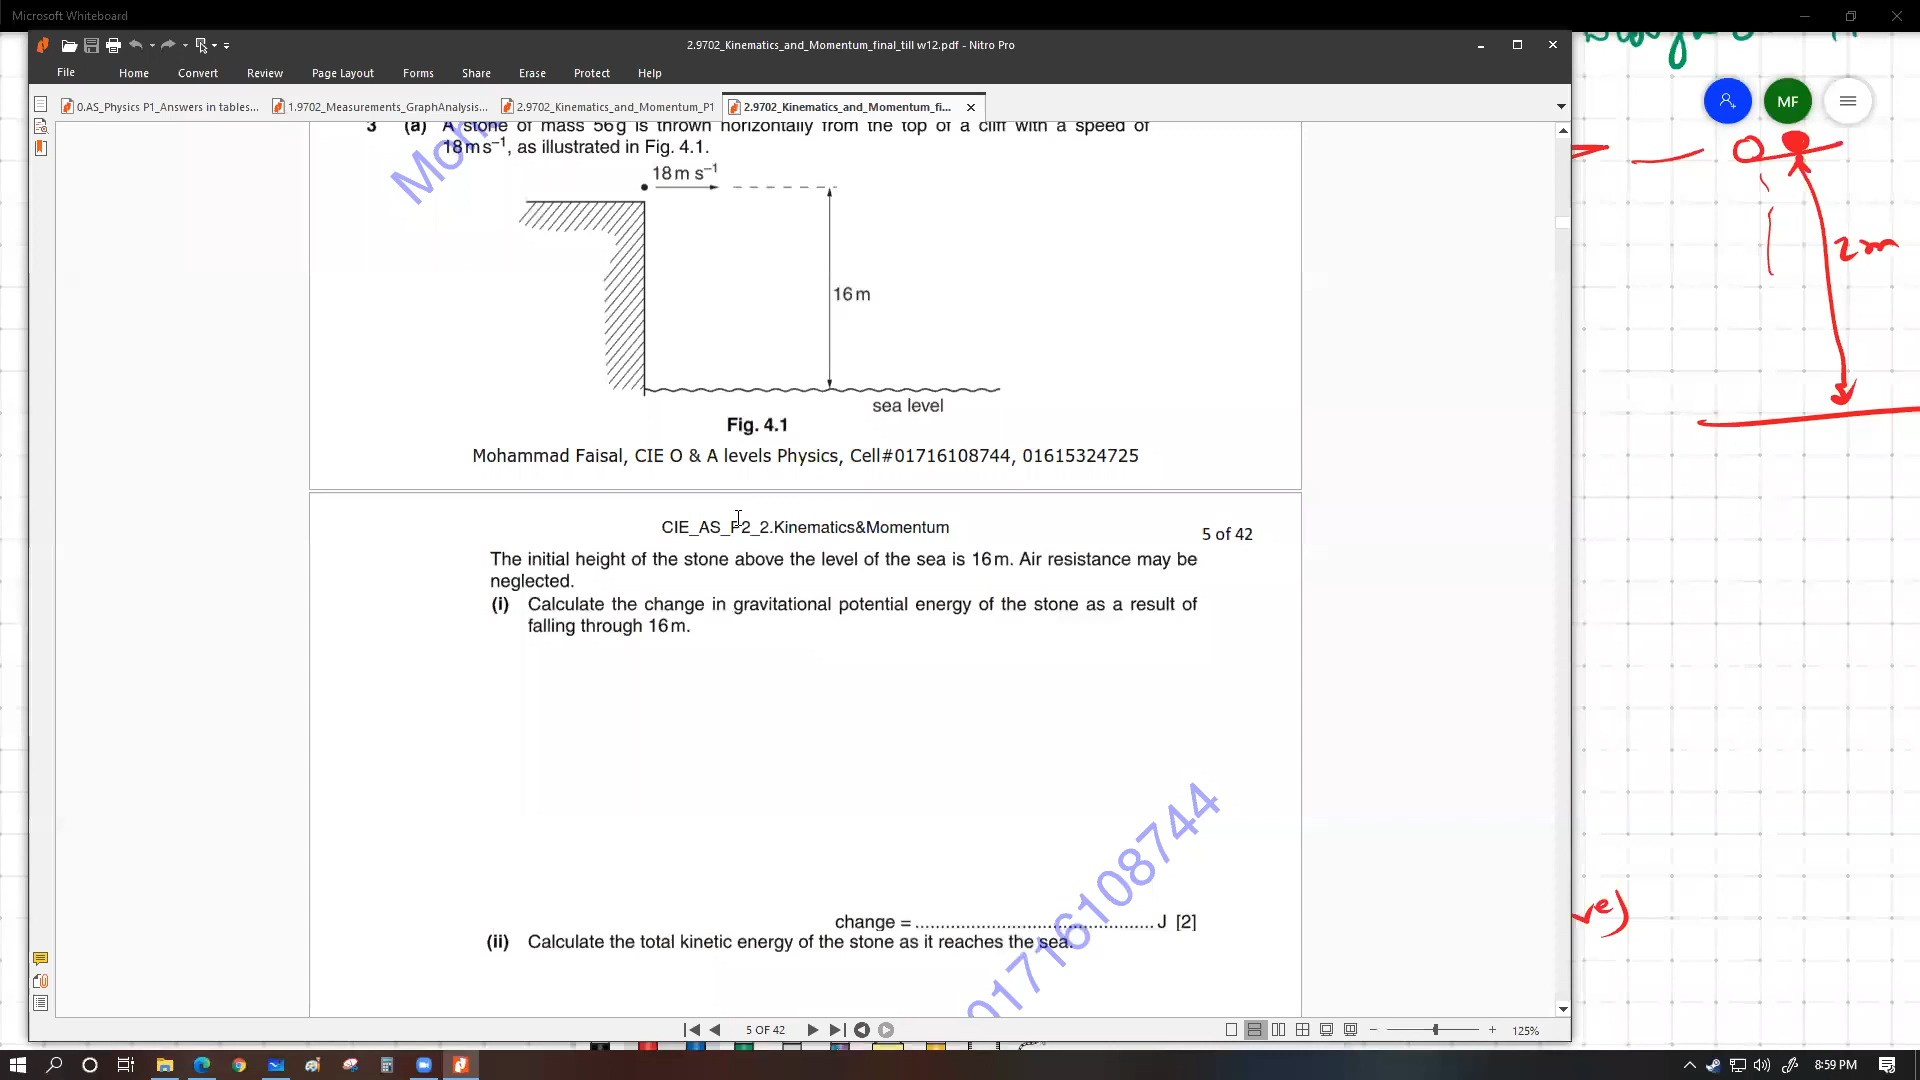 Microsoft Whiteboard
2.9702_Kinematics_and_Momentum_final_till w12.pdf - Nitro Pro
File Home Convert Review Page Layout Forms Share Erase Protect Help
MF
0.AS_Physics P1_Answers in tables...
1.9702_Measurements_GraphAnalysis...
2.9702_Kinematics_and_Momentum_P1
2.9702_Kinematics_and_Momentum_fi...
3 (a) A stone of mass 56g is thrown horizontally from the top of a cliff with a speed of
18 m s⁻¹, as illustrated in Fig. 4.1.
18 m s⁻¹
2m
16 m
sea level
Fig. 4.1
Mohammad Faisal, CIE O & A levels Physics, Cell#01716108744, 01615324725
CIE_AS_P2_2.Kinematics&Momentum
5 of 42
The initial height of the stone above the level of the sea is 16 m. Air resistance may be
neglected.
(i) Calculate the change in gravitational potential energy of the stone as a result of
falling through 16 m.
01716108744
change = ................................................ J [2]
(ii) Calculate the total kinetic energy of the stone as it reaches the sea.
5 OF 42
125%
8:59 PM